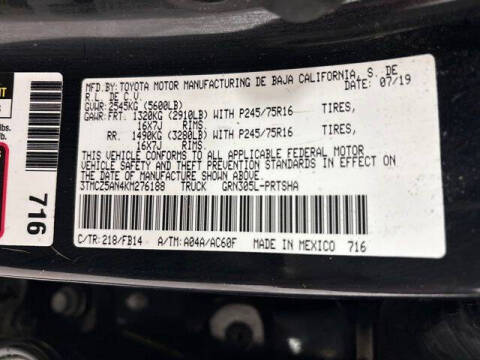 MFD.BY: TOYOTA MOTOR MANUFACTURING DE BAJA CALIFORNIA, S. DE
R L DE C V. DATE: 07/19
GVWR: 2545KG (5600LB)
GAWR: FRT. 1320KG (2910LB) WITH P245/75R16 TIRES,
16X7J RIMS
RR. 1490KG (3280LB) WITH P245/75R16 TIRES,
16X7J RIMS
THIS VEHICLE CONFORMS TO ALL APPLICABLE FEDERAL MOTOR
VEHICLE SAFETY AND THEFT PREVENTION STANDARDS IN EFFECT ON
THE DATE OF MANUFACTURE SHOWN ABOVE.
3TMCZ5AN4KM276188 TRUCK GRN305L-PRTSHA
C/TR: 218/FB14 A/TM: A04A/AC60F MADE IN MEXICO 716
716
lbs.